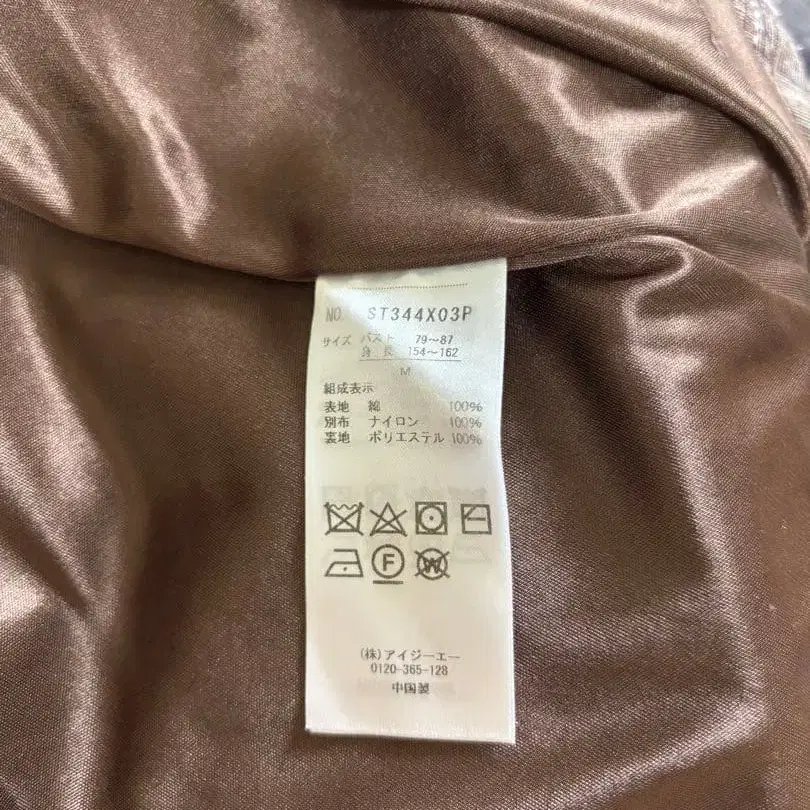 NO. ST344X03P
サイズ バスト 79〜87
身長 154〜162
M
組成表示
表地 綿 100%
別布 ナイロン 100%
裏地 ポリエステル 100%
F
W
(株)アイジーエー
0120-365-128
中国製